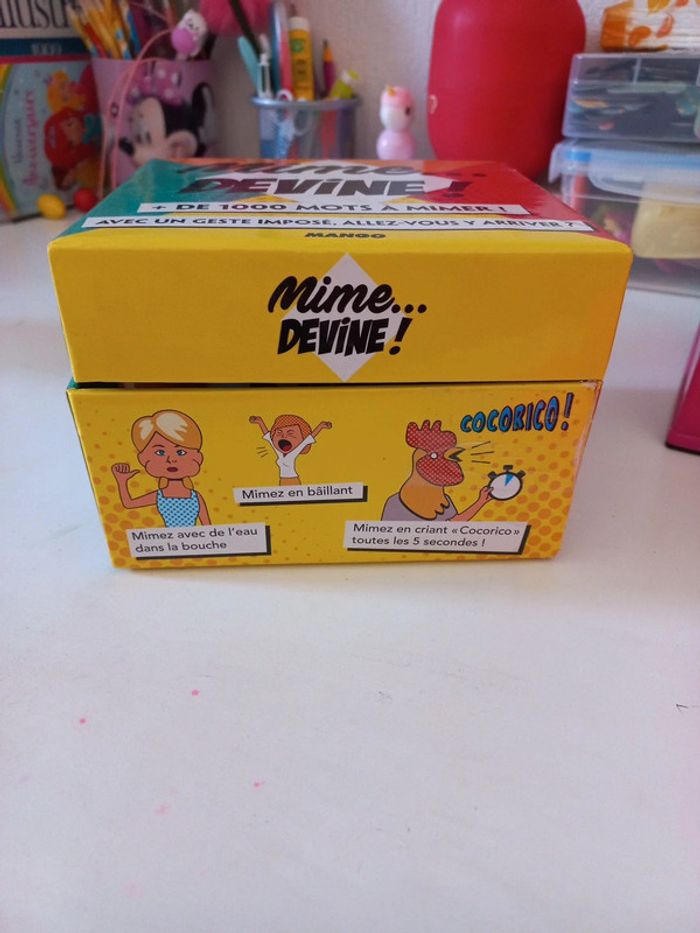 Mime...
DEVINE !
+ DE 1000 MOTS À MIMER !
AVEC UN GESTE IMPOSÉ, ALLEZ-VOUS Y ARRIVER ?
MANGO
Mime...
DEViNE !
COCORICO !
Mimez en bâillant
Mimez avec de l'eau
dans la bouche
Mimez en criant « Cocorico »
toutes les 5 secondes !